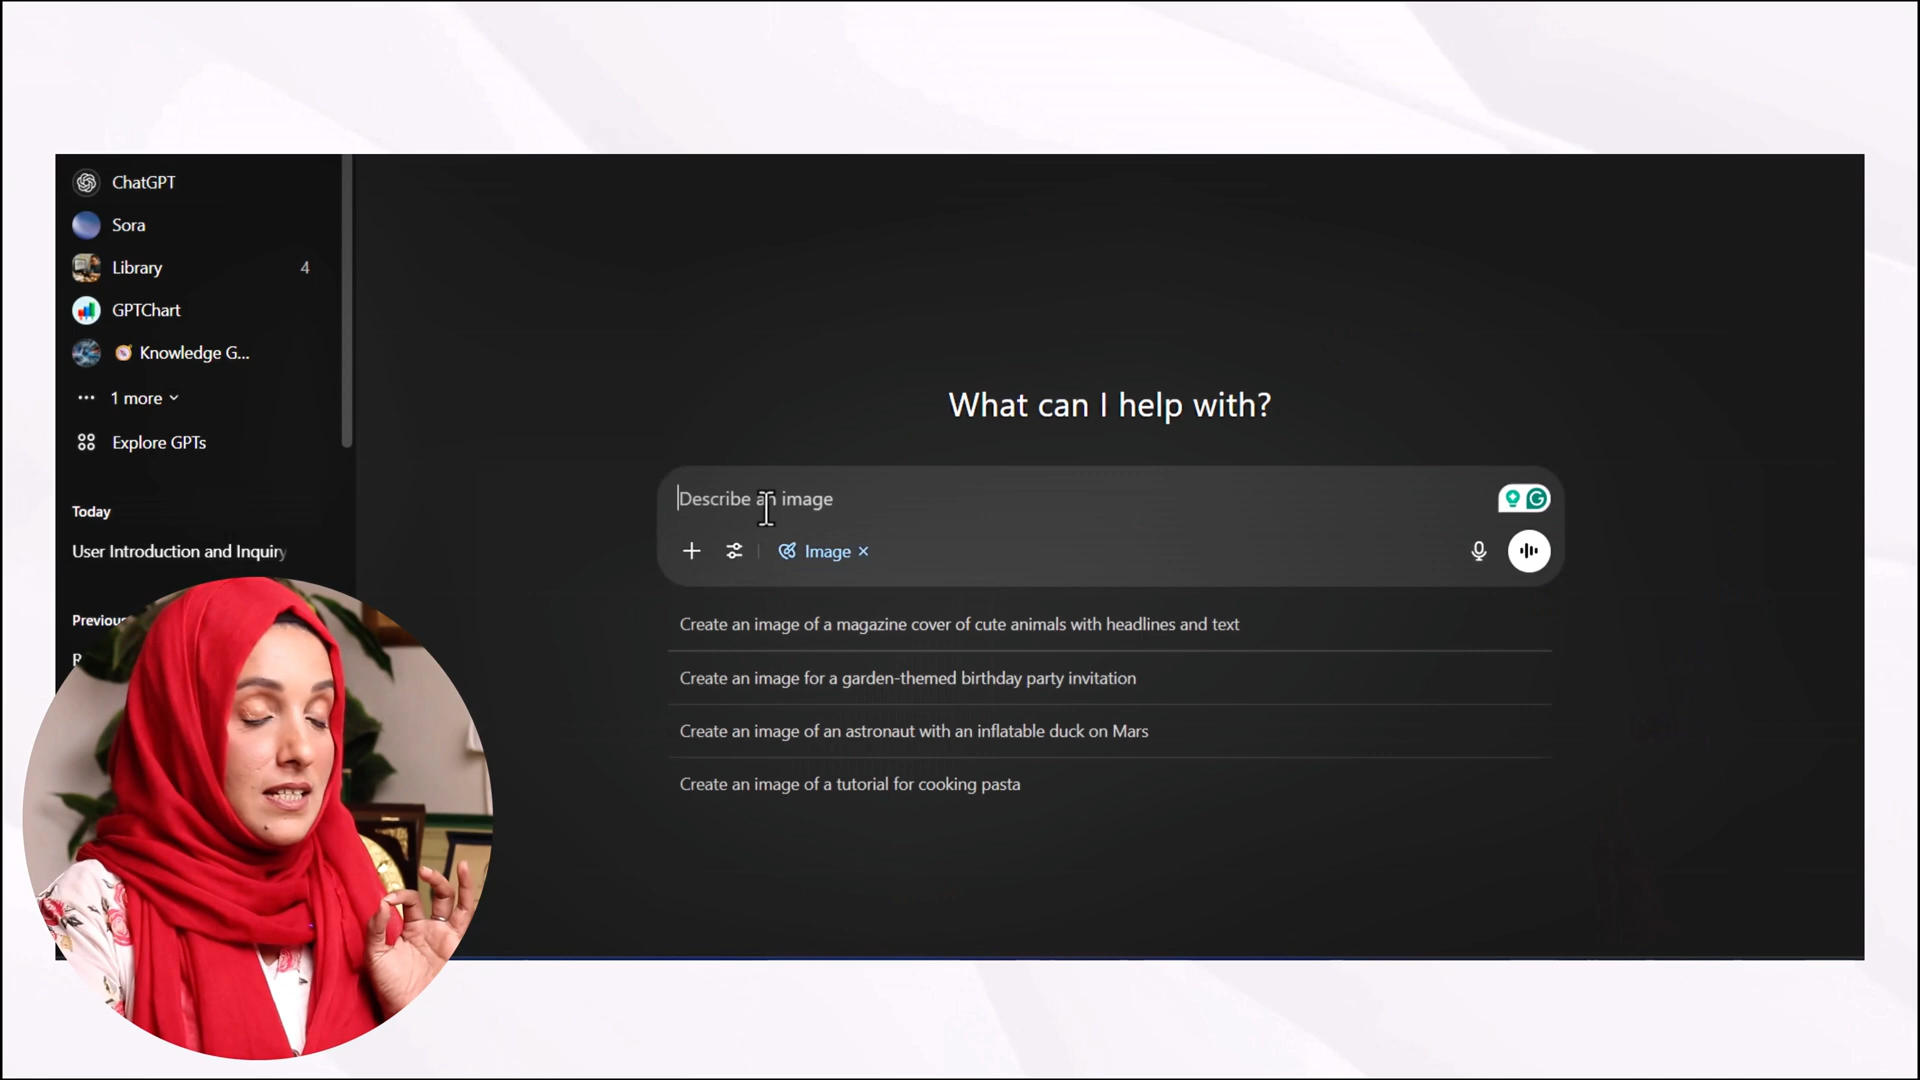 ChatGPT
Sora
Library 4
GPTChart
Knowledge G...
1 more
Explore GPTs
Today
User Introduction and Inquiry
What can I help with?
Describe an image
Image
Create an image of a magazine cover of cute animals with headlines and text
Create an image for a garden-themed birthday party invitation
Create an image of an astronaut with an inflatable duck on Mars
Create an image of a tutorial for cooking pasta